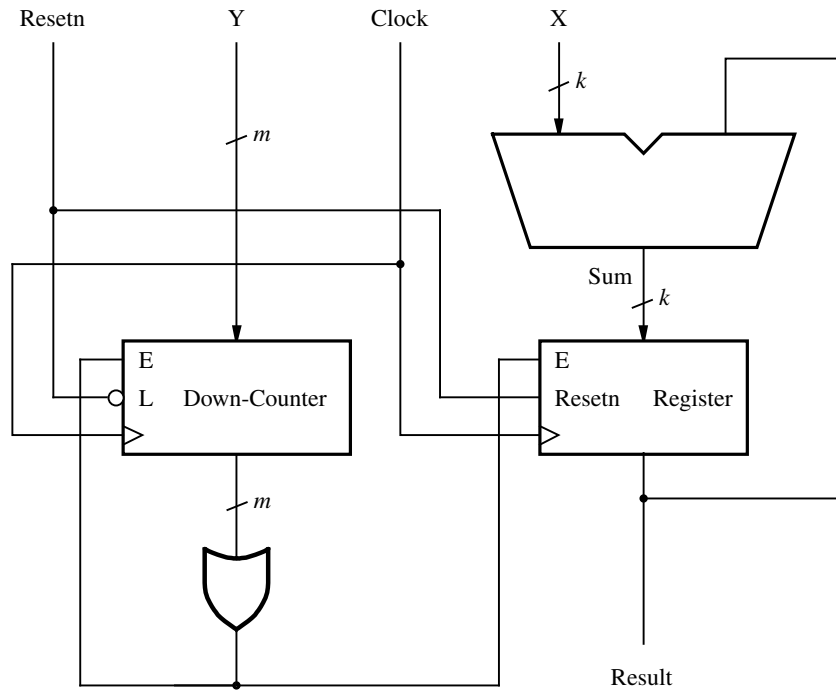 Resetn Y Clock X
k
m
Sum
k
E E
L Down-Counter Resetn Register
m
Result